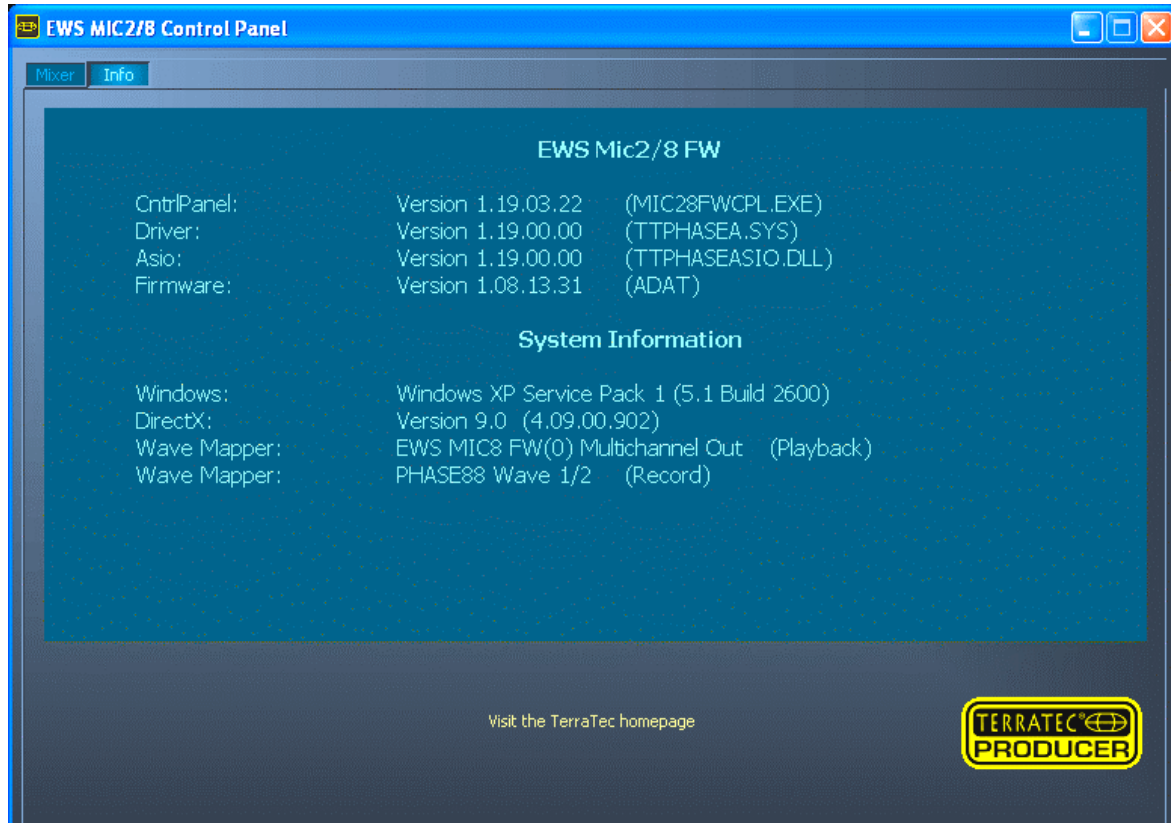 EWS MIC2/8 Control Panel
Mixer Info
EWS Mic2/8 FW
CntrlPanel: Version 1.19.03.22 (MIC28FWCPL.EXE)
Driver: Version 1.19.00.00 (TTPHASEA.SYS)
Asio: Version 1.19.00.00 (TTPHASEASIO.DLL)
Firmware: Version 1.08.13.31 (ADAT)
System Information
Windows: Windows XP Service Pack 1 (5.1 Build 2600)
DirectX: Version 9.0 (4.09.00.902)
Wave Mapper: EWS MIC8 FW(0) Multichannel Out (Playback)
Wave Mapper: PHASE88 Wave 1/2 (Record)
Visit the TerraTec homepage
TERRATEC®
PRODUCER